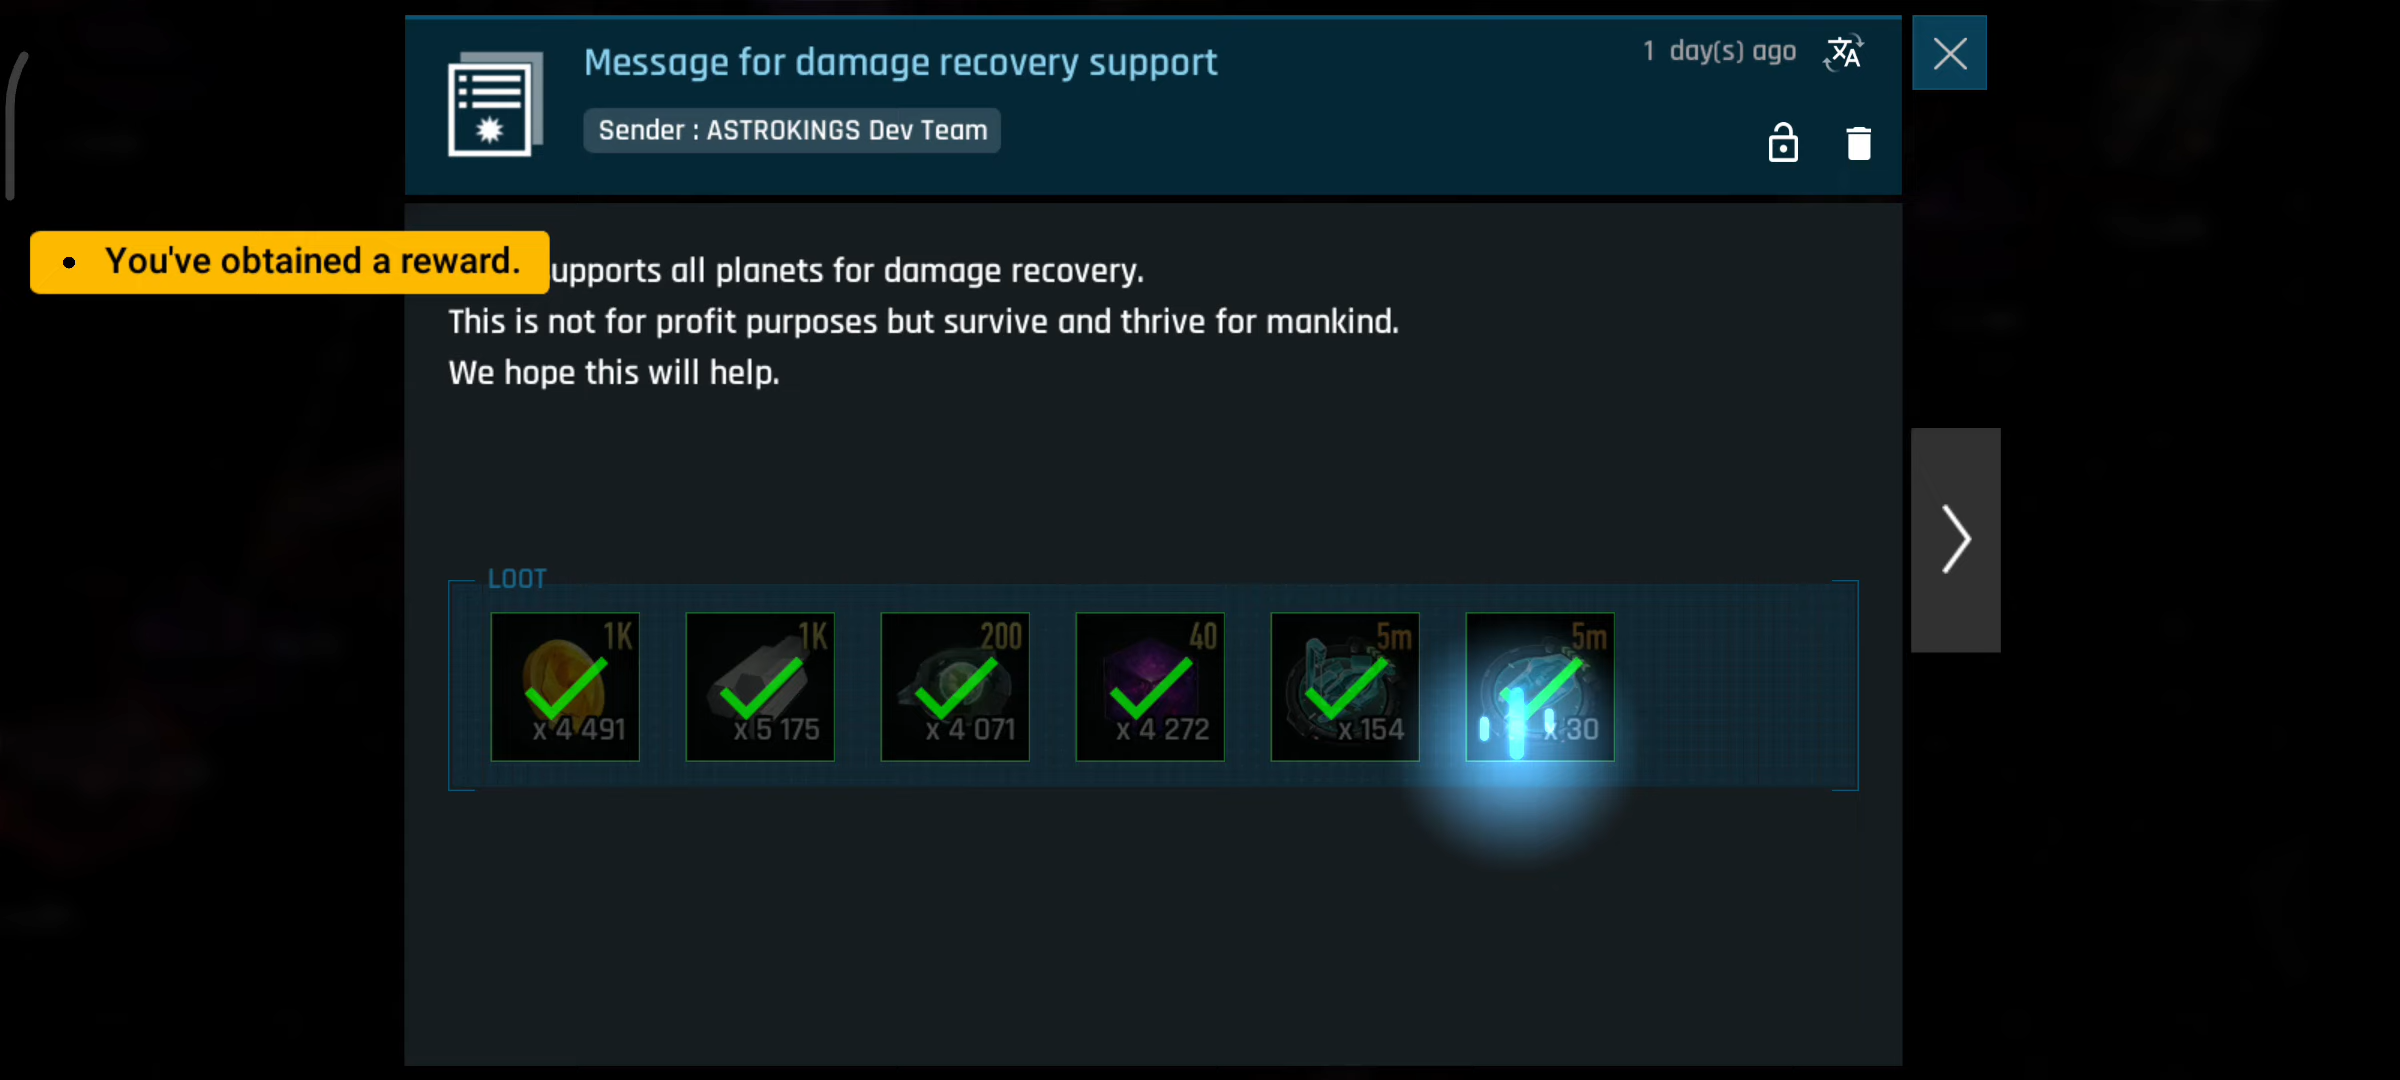 Message for damage recovery support
1 day(s) ago
Sender : ASTROKINGS Dev Team
You've obtained a reward.
upports all planets for damage recovery.
This is not for profit purposes but survive and thrive for mankind.
We hope this will help.
LOOT
1K
1K
200
40
5m
5m
x 4 491
x 5 175
x 4 071
x 4 272
x 154
x 30